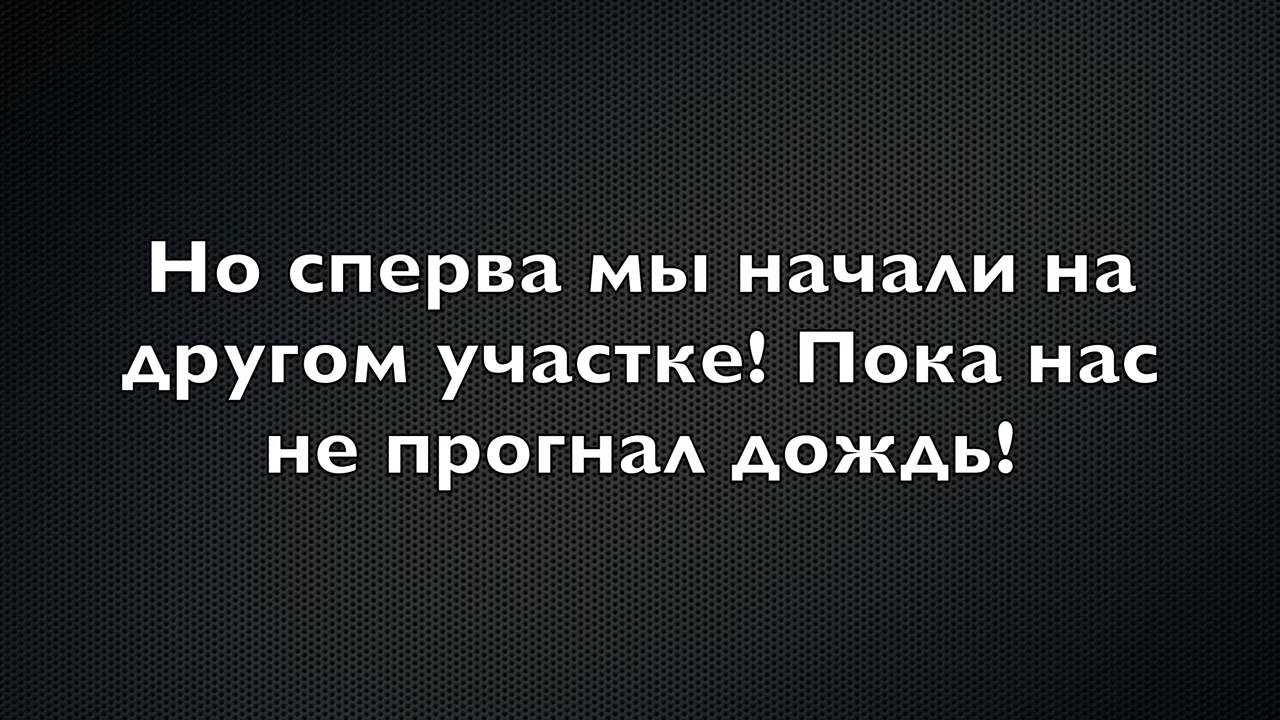 Но сперва мы начали на
другом участке! Пока нас
не прогнал дождь!